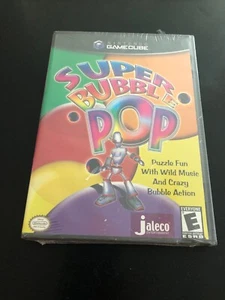 GAMECUBE
SUPER
BUBBLE
POP
Puzzle Fun
With Wild Music
And Crazy
Bubble Action
Nintendo
jaleco
EVERYONE
E
ESRB